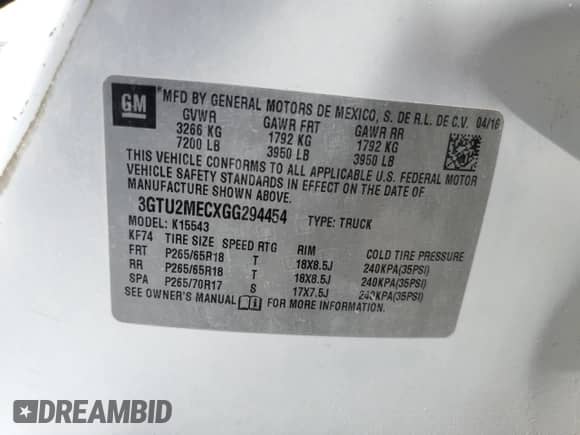 GM
MFD BY GENERAL MOTORS DE MEXICO, S. DE R.L. DE C.V. 04/16
GVWR GAWR FRT GAWR RR
3266 KG 1792 KG 1792 KG
7200 LB 3950 LB 3950 LB
THIS VEHICLE CONFORMS TO ALL APPLICABLE U.S. FEDERAL MOTOR
VEHICLE SAFETY STANDARDS IN EFFECT ON THE DATE OF
MANUFACTURE SHOWN ABOVE.
3GTU2MECXGG294454 TYPE: TRUCK
MODEL: K15543
KF74 TIRE SIZE SPEED RTG RIM COLD TIRE PRESSURE
FRT P265/65R18 T 18X8.5J 240KPA(35PSI)
RR P265/65R18 T 18X8.5J 240KPA(35PSI)
SPA P265/70R17 S 17X7.5J 240KPA(35PSI)
SEE OWNER'S MANUAL FOR MORE INFORMATION.
DREAMBID
DREAMBID